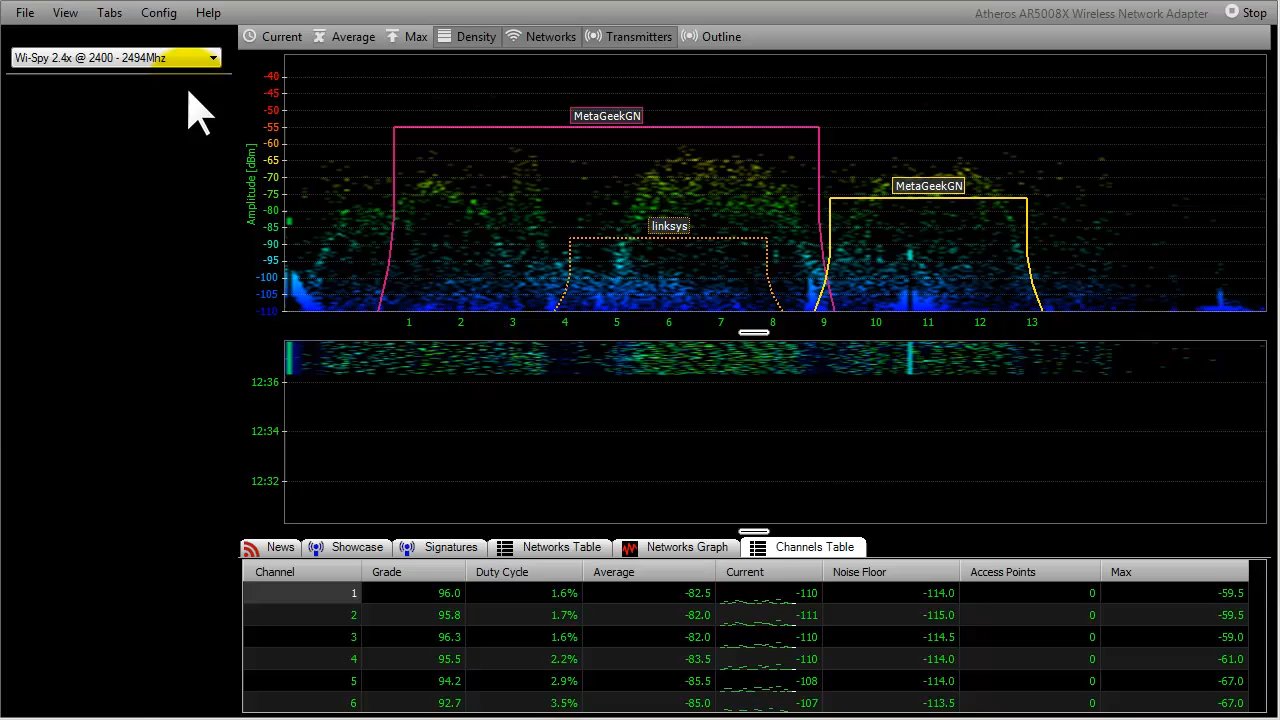 File View Tabs Config Help Atheros AR5008X Wireless Network Adapter Stop
Wi-Spy 2.4x @ 2400 - 2494Mhz
Current Average Max Density Networks Transmitters Outline
Amplitude [dBm]
-40
-45
-50
-55
-60
-65
-70
-75
-80
-85
-90
-95
-100
-105
-110
MetaGeekGN
MetaGeekGN
linksys
1 2 3 4 5 6 7 8 9 10 11 12 13
12:36
12:34
12:32
News Showcase Signatures Networks Table Networks Graph Channels Table
Channel Grade Duty Cycle Average Current Noise Floor Access Points Max
1 96.0 1.6% -82.5 -110 -114.0 0 -59.5
2 95.8 1.7% -82.0 -111 -115.0 0 -59.5
3 96.3 1.6% -82.0 -110 -114.5 0 -59.0
4 95.5 2.2% -83.5 -110 -114.0 0 -61.0
5 94.2 2.9% -85.5 -108 -114.0 0 -67.0
6 92.7 3.5% -85.0 -107 -113.5 0 -67.0